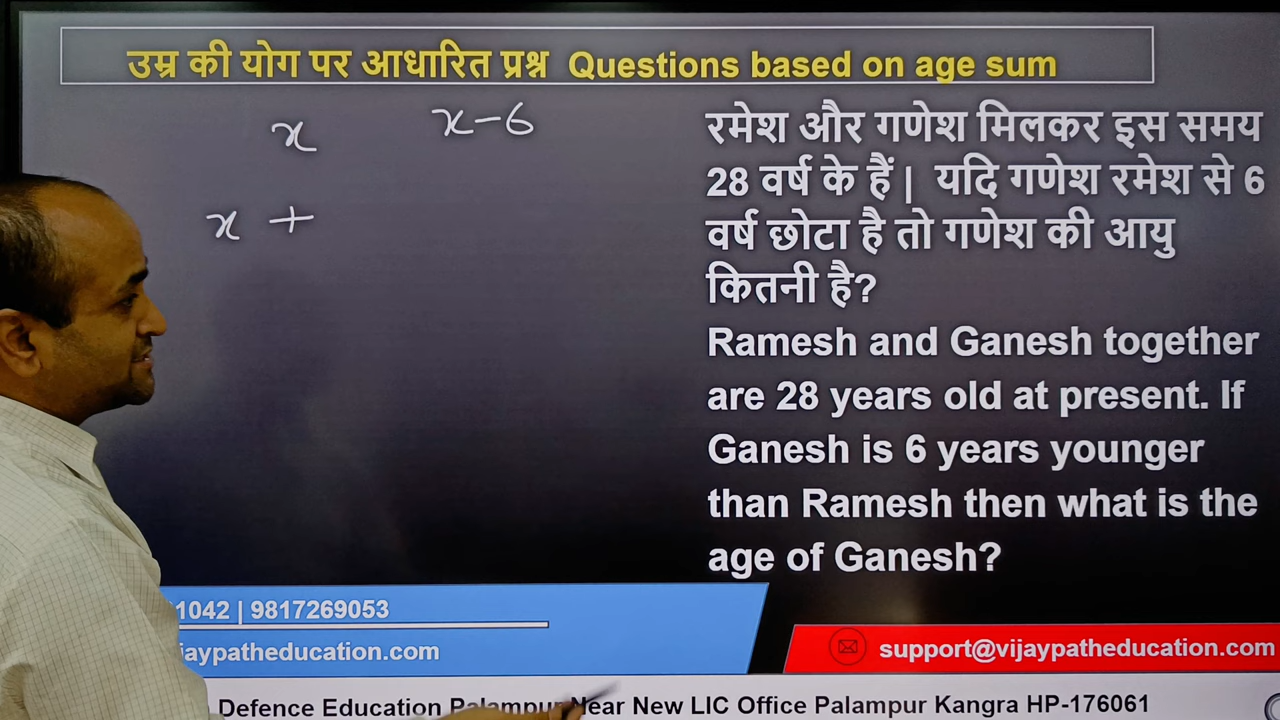 उम्र की योग पर आधारित प्रश्न Questions based on age sum
x x-6
x +
रमेश और गणेश मिलकर इस समय
28 वर्ष के हैं| यदि गणेश रमेश से 6
वर्ष छोटा है तो गणेश की आयु
कितनी है?
Ramesh and Ganesh together
are 28 years old at present. If
Ganesh is 6 years younger
than Ramesh then what is the
age of Ganesh?
1042 | 9817269053
jaypatheducation.com
support@vijaypatheducation.com
Defence Education Palampur Near New LIC Office Palampur Kangra HP-176061